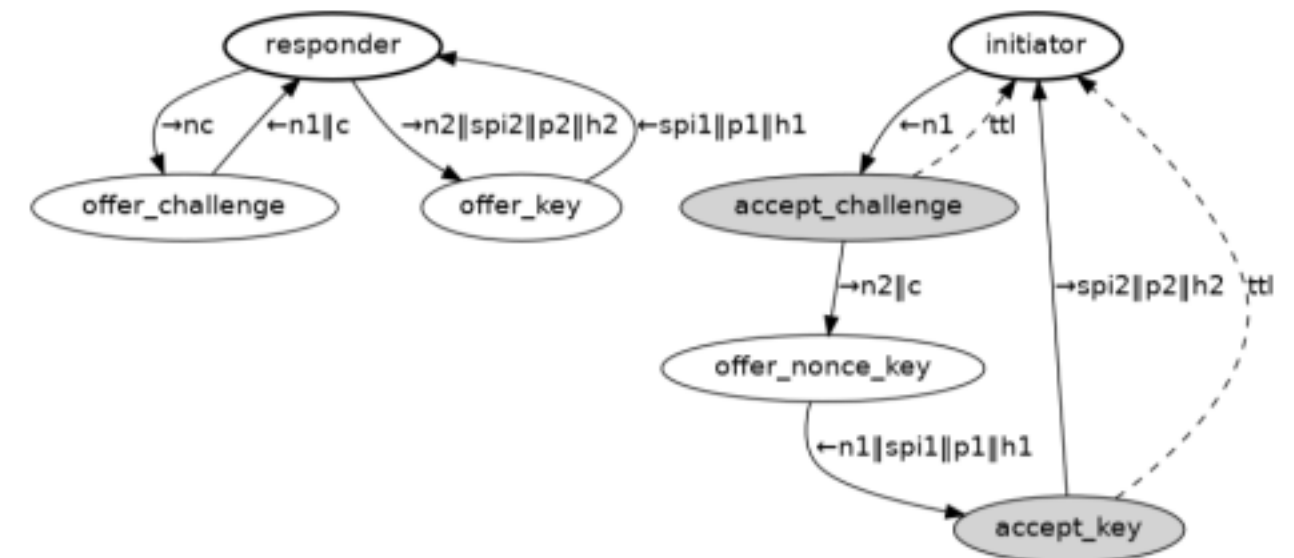 responder
initiator
→nc
←n1‖c
→n2‖spi2‖p2‖h2
←spi1‖p1‖h1
←n1
ttl
offer_challenge
offer_key
accept_challenge
→n2‖c
→spi2‖p2‖h2
ttl
offer_nonce_key
←n1‖spi1‖p1‖h1
accept_key